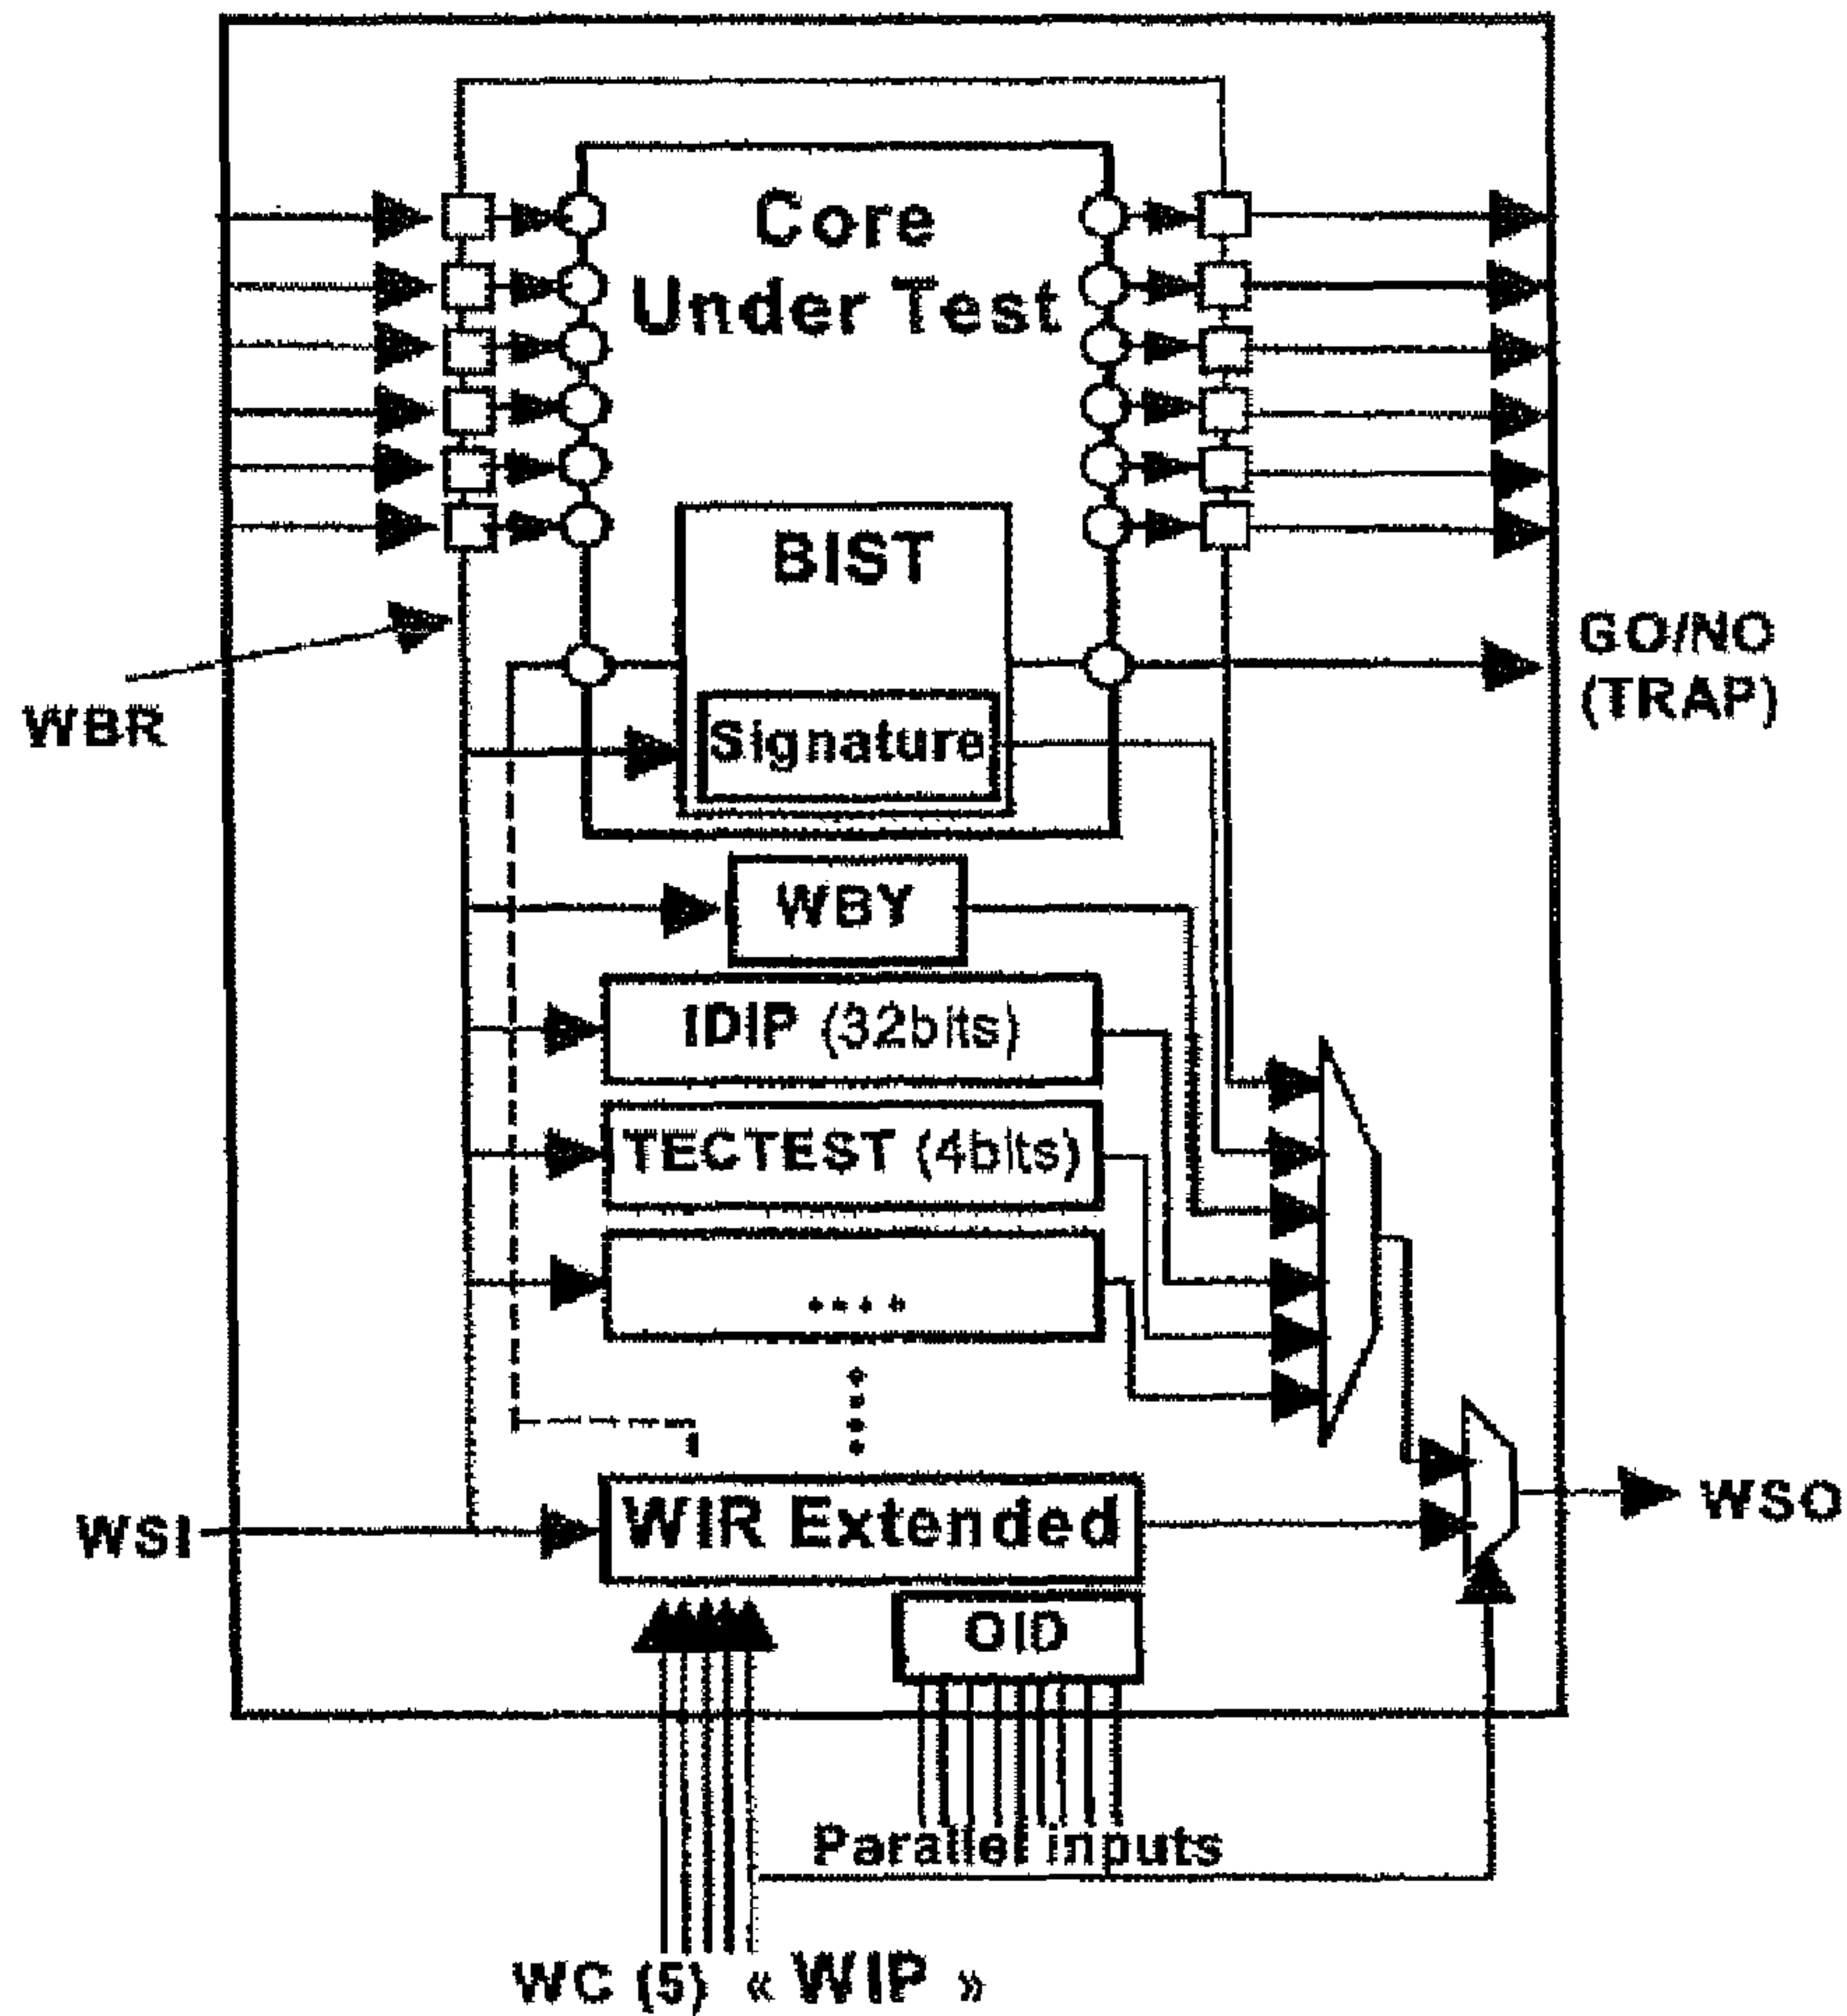 Core
Under Test
BIST
GO/NO
(TRAP)
WBR
Signature
WBY
IDIP (32bits)
TECTEST (4bits)
....
WSI
WIR Extended
WSO
OID
Parallel inputs
WC (5) « WIP »